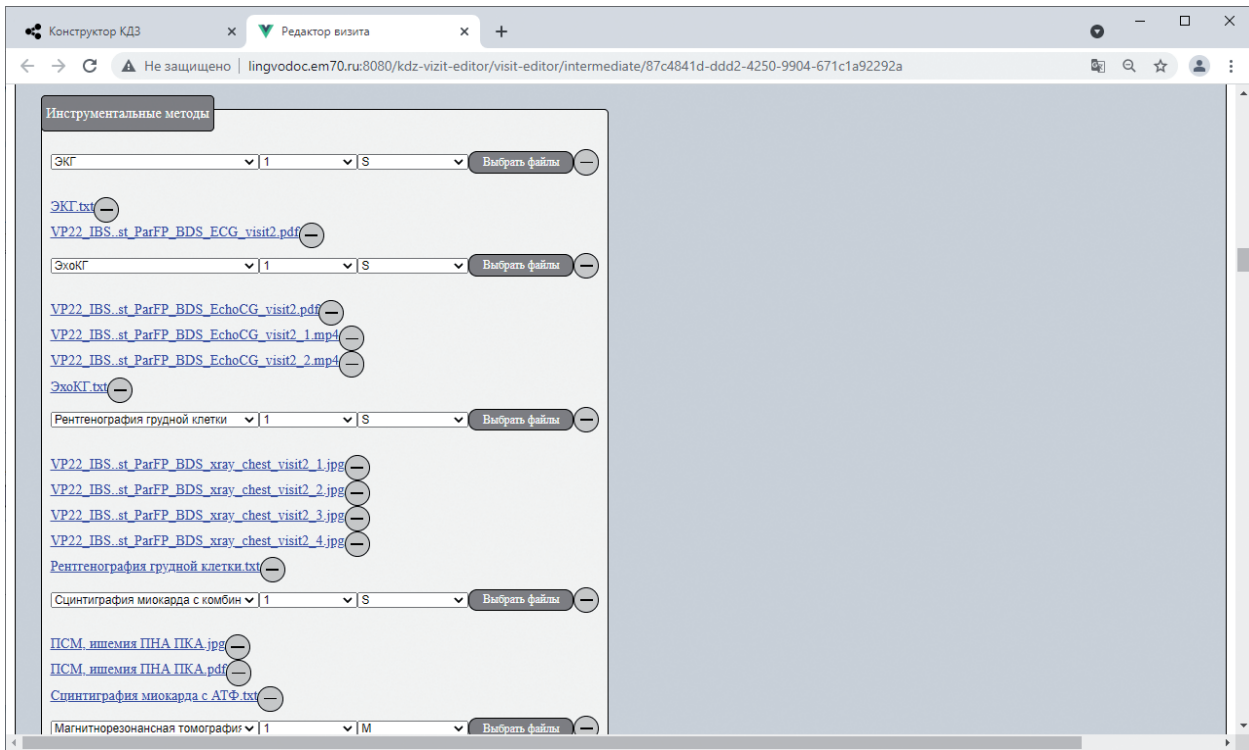 Конструктор КДЗ
Редактор визита
Не защищено | lingvodoc.em70.ru:8080/kdz-vizit-editor/visit-editor/intermediate/87c4841d-ddd2-4250-9904-671c1a92292a
Инструментальные методы
ЭКГ 1 S Выбрать файлы
ЭКГ.txt
VP22_IBS..st_ParFP_BDS_ECG_visit2.pdf
ЭхоКГ 1 S Выбрать файлы
VP22_IBS..st_ParFP_BDS_EchoCG_visit2.pdf
VP22_IBS..st_ParFP_BDS_EchoCG_visit2_1.mp4
VP22_IBS..st_ParFP_BDS_EchoCG_visit2_2.mp4
ЭхоКГ.txt
Рентгенография грудной клетки 1 S Выбрать файлы
VP22_IBS..st_ParFP_BDS_xray_chest_visit2_1.jpg
VP22_IBS..st_ParFP_BDS_xray_chest_visit2_2.jpg
VP22_IBS..st_ParFP_BDS_xray_chest_visit2_3.jpg
VP22_IBS..st_ParFP_BDS_xray_chest_visit2_4.jpg
Рентгенография грудной клетки.txt
Сцинтиграфия миокарда с комбин 1 S Выбрать файлы
ПСМ, ишемия ПНА ПКА.jpg
ПСМ, ишемия ПНА ПКА.pdf
Сцинтиграфия миокарда с АТФ.txt
Магнитнорезонансная томография 1 M Выбрать файлы